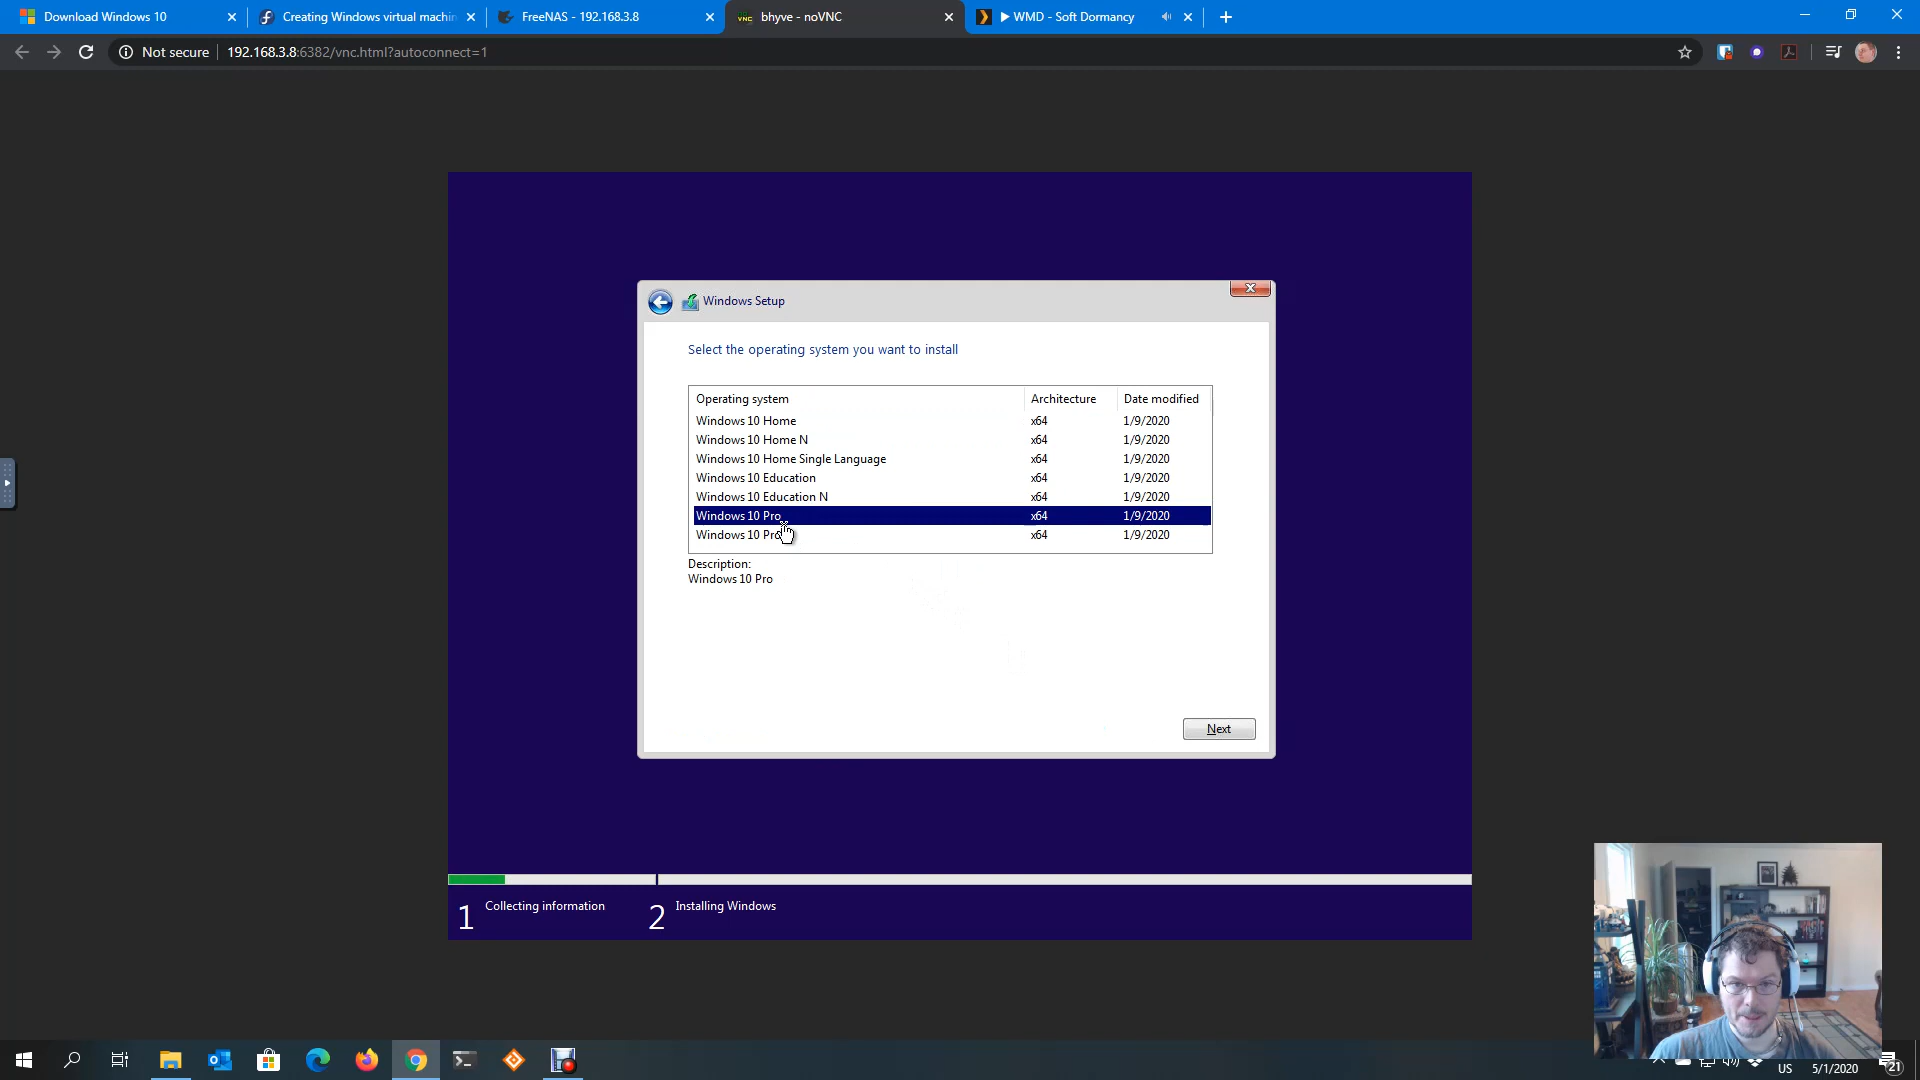 Download Windows 10
Creating Windows virtual machin
FreeNAS - 192.168.3.8
VNC
bhyve - noVNC
WMD - Soft Dormancy
Not secure
192.168.3.8:6382/vnc.html?autoconnect=1
Windows Setup
Select the operating system you want to install
Operating system Architecture Date modified
Windows 10 Home x64 1/9/2020
Windows 10 Home N x64 1/9/2020
Windows 10 Home Single Language x64 1/9/2020
Windows 10 Education x64 1/9/2020
Windows 10 Education N x64 1/9/2020
Windows 10 Pro x64 1/9/2020
Windows 10 Pro x64 1/9/2020
Description:
Windows 10 Pro
Next
1 Collecting information
2 Installing Windows
US
5/1/2020
21